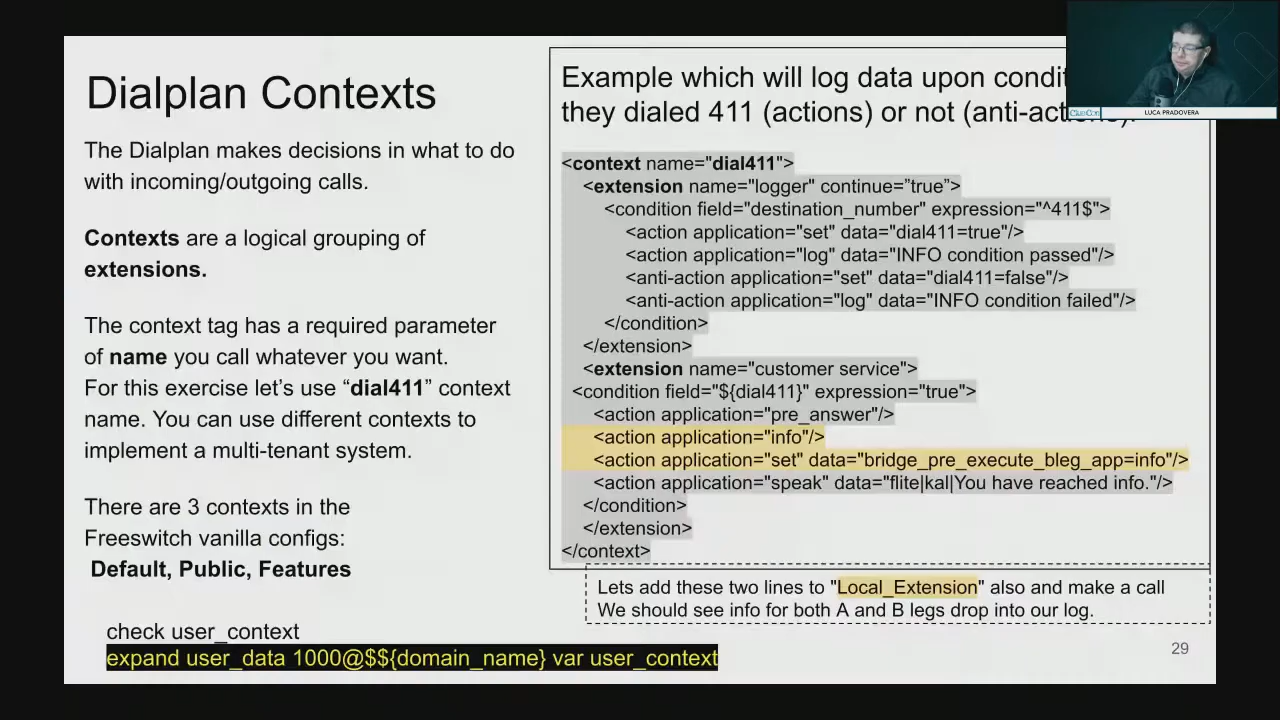 Dialplan Contexts
The Dialplan makes decisions in what to do
with incoming/outgoing calls.
Contexts are a logical grouping of
extensions.
The context tag has a required parameter
of name you call whatever you want.
For this exercise let's use “dial411” context
name. You can use different contexts to
implement a multi-tenant system.
There are 3 contexts in the
Freeswitch vanilla configs:
Default, Public, Features
check user_context
expand user_data 1000@$${domain_name} var user_context
Example which will log data upon
they dialed 411 (actions) or not
<context name="dial411">
<extension name="logger" continue=”true”>
<condition field="destination_number" expression="^411$">
<action application="set" data="dial411=true"/>
<action application="log" data="INFO condition passed"/>
<anti-action application="set" data="dial411=false"/>
<anti-action application="log" data="INFO condition failed"/>
</condition>
</extension>
<extension name="customer service">
<condition field="${dial411}" expression="true">
<action application="pre_answer"/>
<action application="info"/>
<action application="set" data="bridge_pre_execute_bleg_app=info"/>
<action application="speak" data="flite|kal|You have reached info."/>
</condition>
</extension>
</context>
Lets add these two lines to "Local_Extension" also and make a call
We should see info for both A and B legs drop into our log.
29
ClueCon
LUCA PRADOVERA